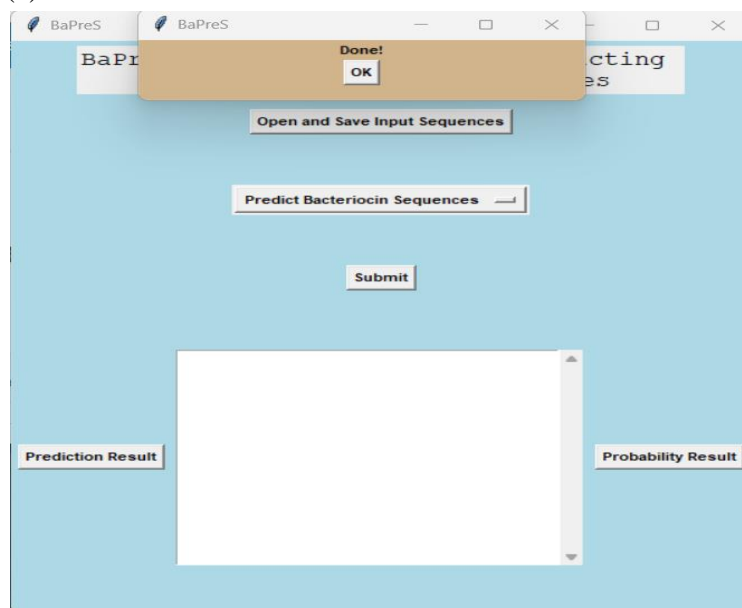 BaPreS
BaPreS
Done!
OK
BaPr
cting
es
Open and Save Input Sequences
Predict Bacteriocin Sequences
Submit
Prediction Result
Probability Result